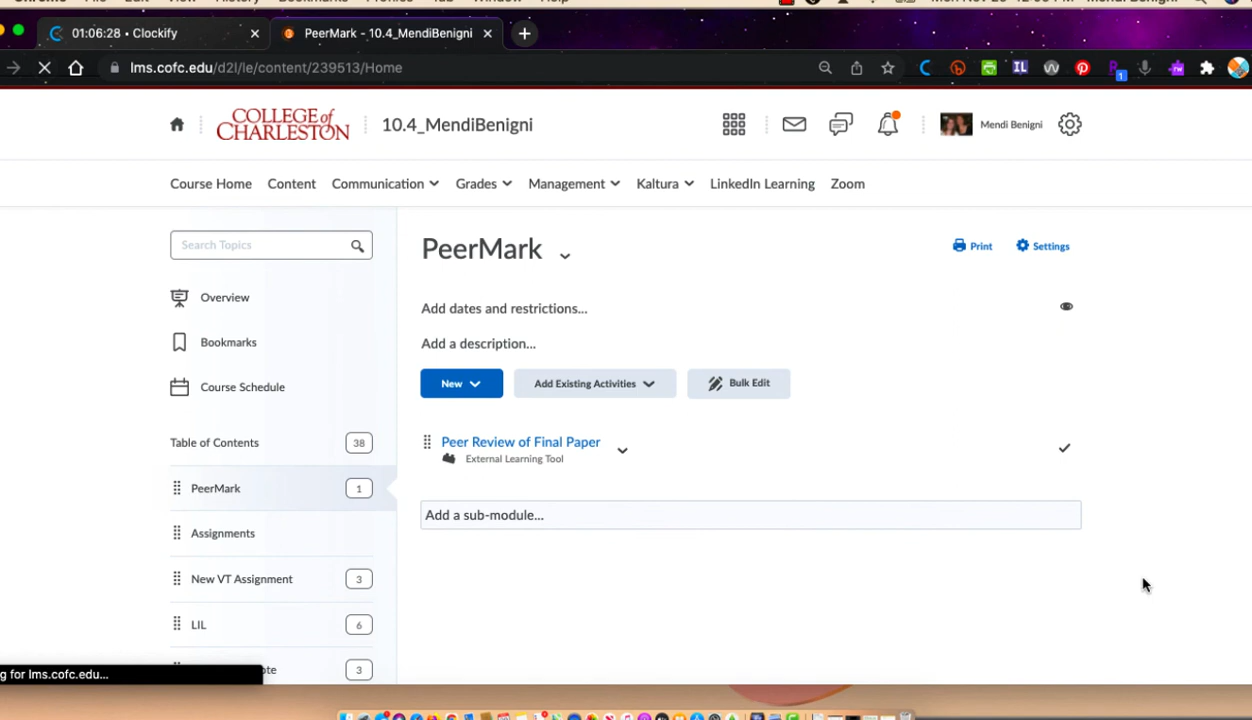 01:06:28 • Clockify
PeerMark - 10.4_MendiBenigni
lms.cofc.edu/d2l/le/content/239513/Home
COLLEGE of CHARLESTON
10.4_MendiBenigni
Mendi Benigni
Course Home Content Communication Grades Management Kaltura LinkedIn Learning Zoom
Search Topics
Overview
Bookmarks
Course Schedule
Table of Contents 38
PeerMark 1
Assignments
New VT Assignment 3
LIL 6
3
PeerMark
Print Settings
Add dates and restrictions...
Add a description...
New Add Existing Activities Bulk Edit
Peer Review of Final Paper
External Learning Tool
Add a sub-module...
g for lms.cofc.edu...